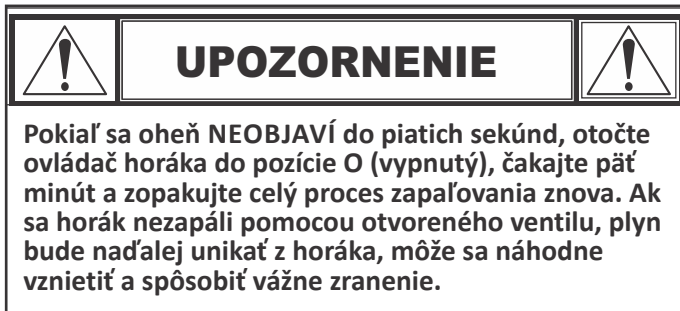 UPOZORNENIE
Pokiaľ sa oheň NEOBJAVÍ do piatich sekúnd, otočte
ovládač horáka do pozície O (vypnutý), čakajte päť
minút a zopakujte celý proces zapaľovania znova. Ak
sa horák nezapáli pomocou otvoreného ventilu, plyn
bude naďalej unikať z horáka, môže sa náhodne
vznietiť a spôsobiť vážne zranenie.